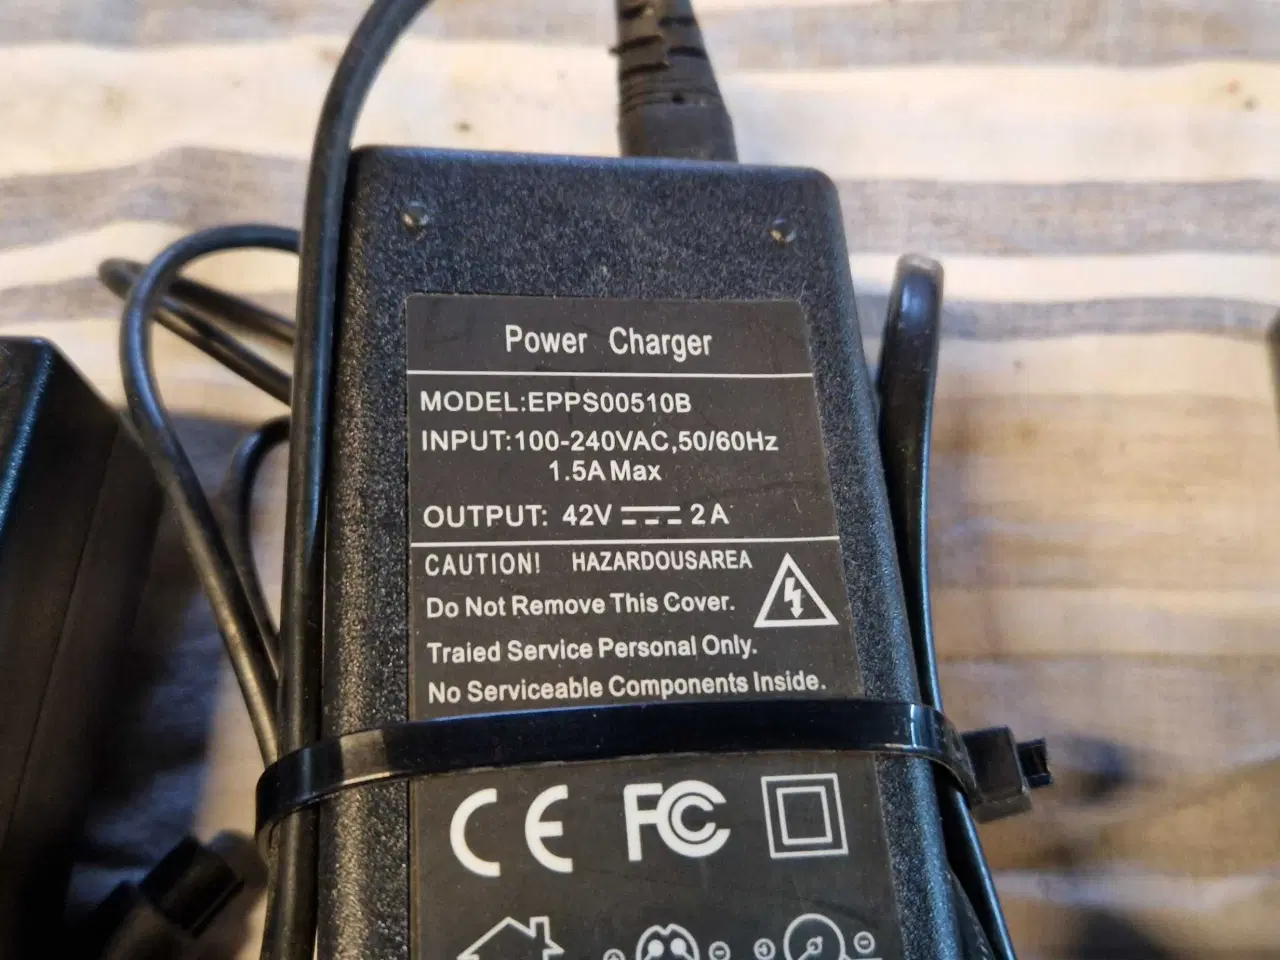 Power Charger
MODEL:EPPS00510B
INPUT:100-240VAC,50/60Hz
1.5A Max
OUTPUT: 42V 2A
CAUTION! HAZARDOUSAREA
Do Not Remove This Cover.
Traied Service Personal Only.
No Serviceable Components Inside.
CE FC